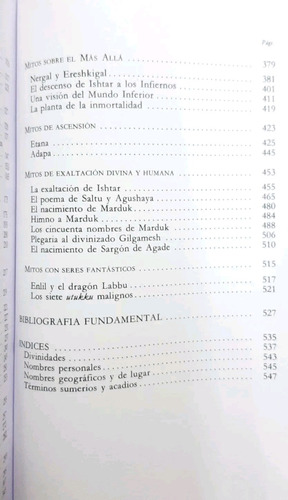 Pág.
MITOS SOBRE EL MÁS ALLÁ 379
Nergal y Ereshkigal 381
El descenso de Ishtar a los Infiernos 401
Una visión del Mundo Inferior 411
La planta de la inmortalidad 419
MITOS DE ASCENSIÓN 423
Etana 425
Adapa 445
MITOS DE EXALTACIÓN DIVINA Y HUMANA 453
La exaltación de Ishtar 455
El poema de Saltu y Agushaya 465
El nacimiento de Marduk 480
Himno a Marduk 484
Los cincuenta nombres de Marduk 488
Plegaria al divinizado Gilgamesh 506
El nacimiento de Sargón de Agade 510
MITOS CON SERES FANTÁSTICOS 515
Enlil y el dragón Labbu 517
Los siete utukku malignos 521
BIBLIOGRAFÍA FUNDAMENTAL 527
ÍNDICES 535
Divinidades 537
Nombres personales 543
Nombres geográficos y de lugar 545
Términos sumerios y acadios 547